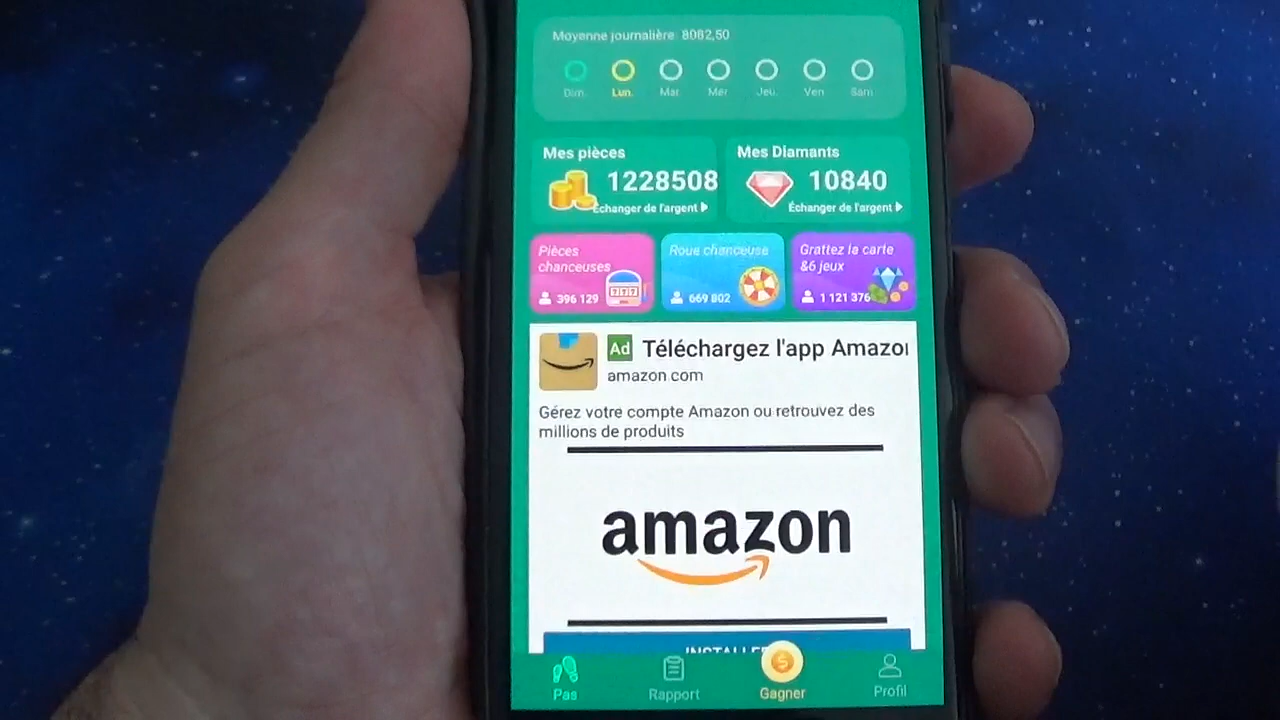 Moyenne journalière 8082,50
Dim. Lun. Mar. Mer Jeu. Ven Sam
Mes pièces
1228508
Échanger de l'argent
Mes Diamants
10840
Échanger de l'argent
Pièces
chanceuses
396 129
Roue chanceuse
669 802
Grattez la carte
&6 jeux
1 121 376
777
Ad Téléchargez l'app Amazo
amazon.com
Gérez votre compte Amazon ou retrouvez des
millions de produits
amazon
Pas
Rapport
Gagner
Profil